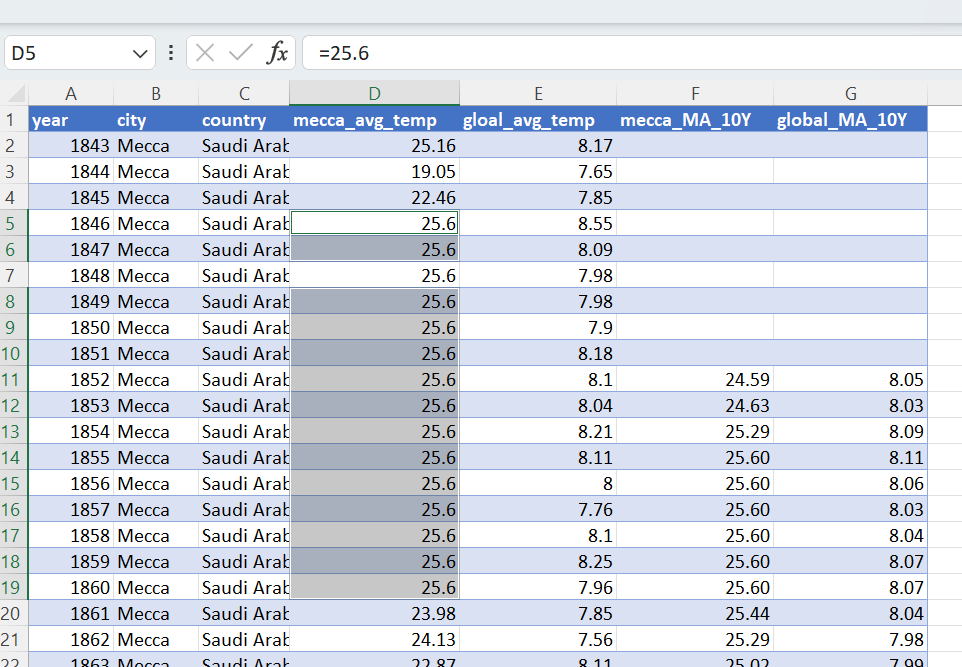 D5 fx =25.6
A B C D E F G
1 year city country mecca_avg_temp gloal_avg_temp mecca_MA_10Y global_MA_10Y
2 1843 Mecca Saudi Arab 25.16 8.17
3 1844 Mecca Saudi Arab 19.05 7.65
4 1845 Mecca Saudi Arab 22.46 7.85
5 1846 Mecca Saudi Arab 25.6 8.55
6 1847 Mecca Saudi Arab 25.6 8.09
7 1848 Mecca Saudi Arab 25.6 7.98
8 1849 Mecca Saudi Arab 25.6 7.98
9 1850 Mecca Saudi Arab 25.6 7.9
10 1851 Mecca Saudi Arab 25.6 8.18
11 1852 Mecca Saudi Arab 25.6 8.1 24.59 8.05
12 1853 Mecca Saudi Arab 25.6 8.04 24.63 8.03
13 1854 Mecca Saudi Arab 25.6 8.21 25.29 8.09
14 1855 Mecca Saudi Arab 25.6 8.11 25.60 8.11
15 1856 Mecca Saudi Arab 25.6 8 25.60 8.06
16 1857 Mecca Saudi Arab 25.6 7.76 25.60 8.03
17 1858 Mecca Saudi Arab 25.6 8.1 25.60 8.04
18 1859 Mecca Saudi Arab 25.6 8.25 25.60 8.07
19 1860 Mecca Saudi Arab 25.6 7.96 25.60 8.07
20 1861 Mecca Saudi Arab 23.98 7.85 25.44 8.04
21 1862 Mecca Saudi Arab 24.13 7.56 25.29 7.98
22 1863 Mecca Saudi Arab 22.87 8.11 25.02 7.99